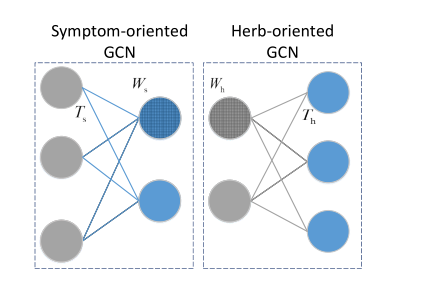 Symptom-oriented
GCN
Herb-oriented
GCN
Ws
Wh
Ts
Th